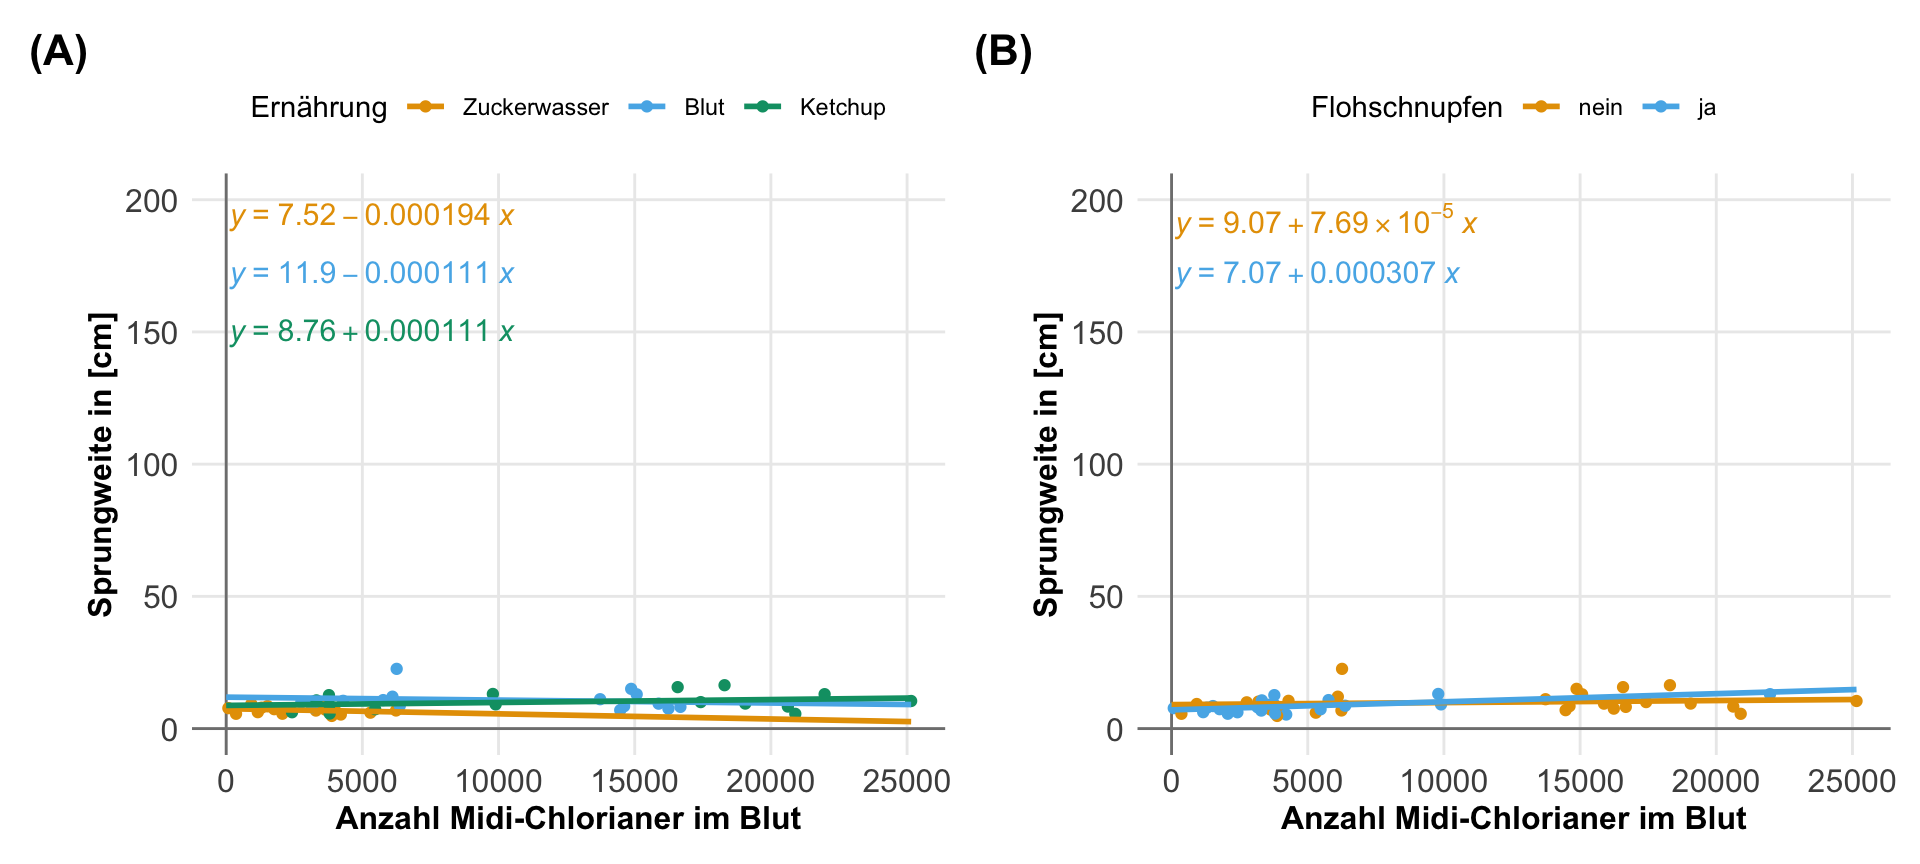 (A)
Ernährung Zuckerwasser Blut Ketchup
200
150
100
50
0
y = 7.52 − 0.000194 x
y = 11.9 − 0.000111 x
y = 8.76 + 0.000111 x
Sprungweite in [cm]
0 5000 10000 15000 20000 25000
Anzahl Midi-Chlorianer im Blut
(B)
Flohschnupfen nein ja
200
150
100
50
0
y = 9.07 + 7.69 × 10⁻⁵ x
y = 7.07 + 0.000307 x
Sprungweite in [cm]
0 5000 10000 15000 20000 25000
Anzahl Midi-Chlorianer im Blut